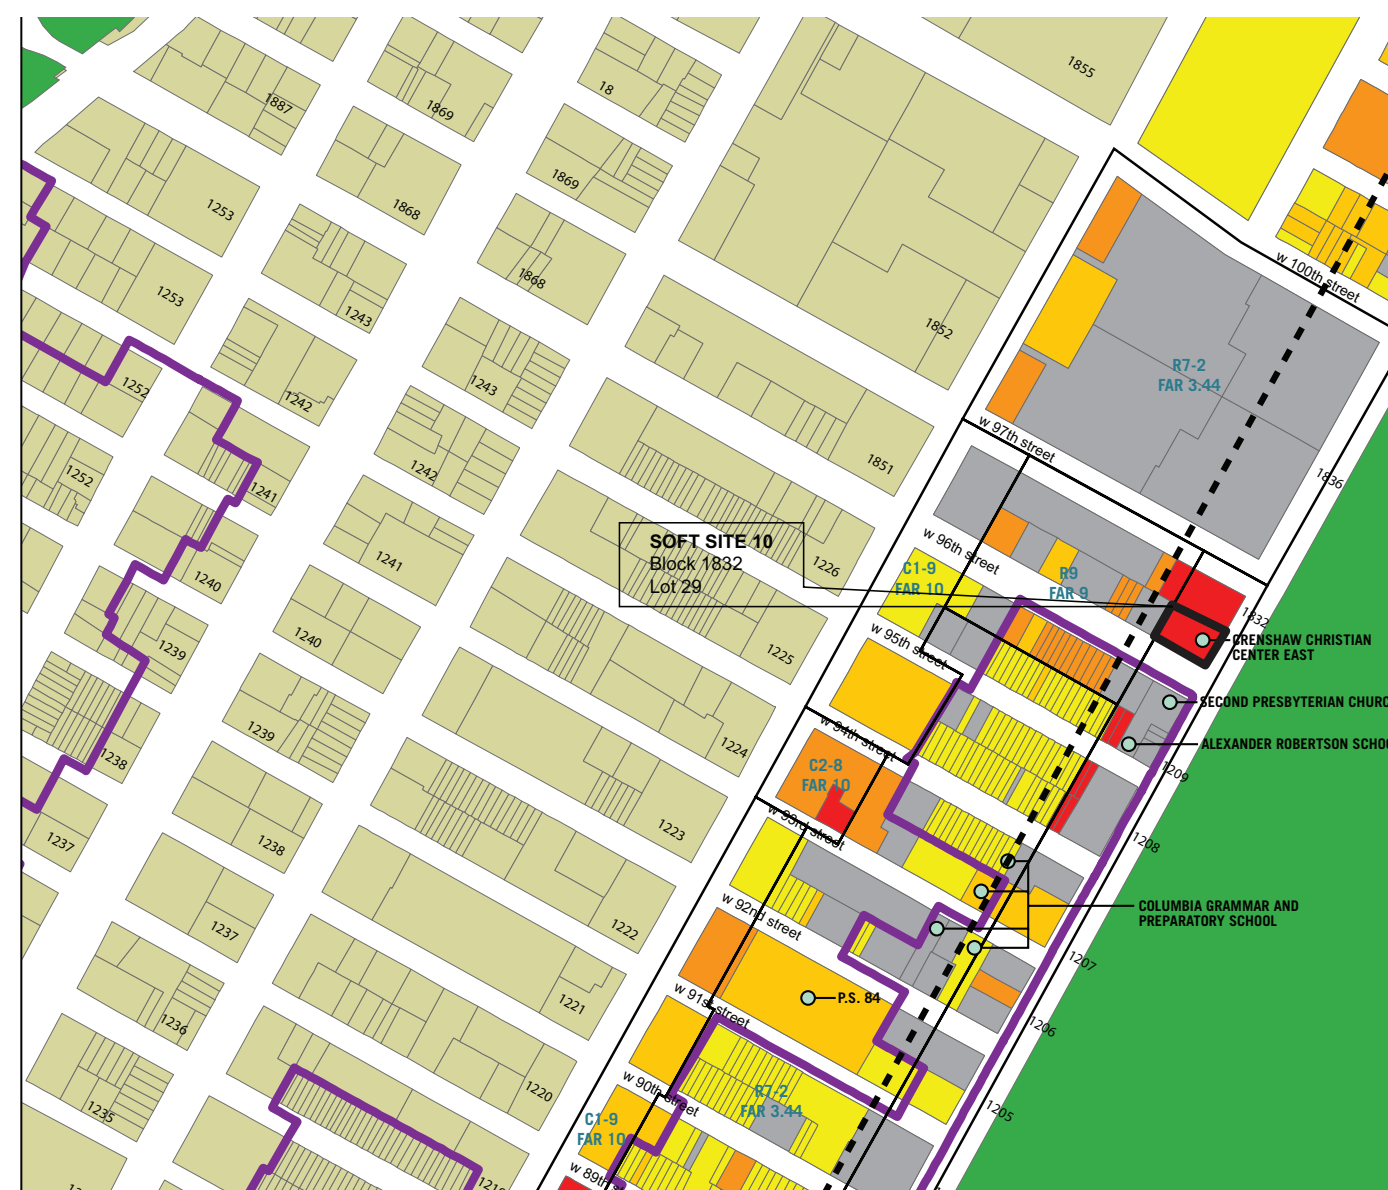 1855
1887
1869
18
1869
1253
1868
1253
1868
1243
1852
w 100th street
R7-2
FAR 3.44
1252
1242
1243
w 97th street
1252
1241
1242
1851
1836
SOFT SITE 10
Block 1832
Lot 29
1226
w 96th street
C1-9
FAR 10
R9
FAR 9
1240
1241
1832
CRENSHAW CHRISTIAN
CENTER EAST
1239
1240
1225
w 95th street
SECOND PRESBYTERIAN CHURC
1238
1239
1224
w 94th street
ALEXANDER ROBERTSON SCHO
1209
C2-8
FAR 10
1237
1238
1223
w 93rd street
1208
1237
1222
w 92nd street
COLUMBIA GRAMMAR AND
PREPARATORY SCHOOL
1207
1236
1221
w 91st street
P.S. 84
1206
1235
1220
w 90th street
R7-2
FAR 3.44
1205
C1-9
FAR 10
w 89th s